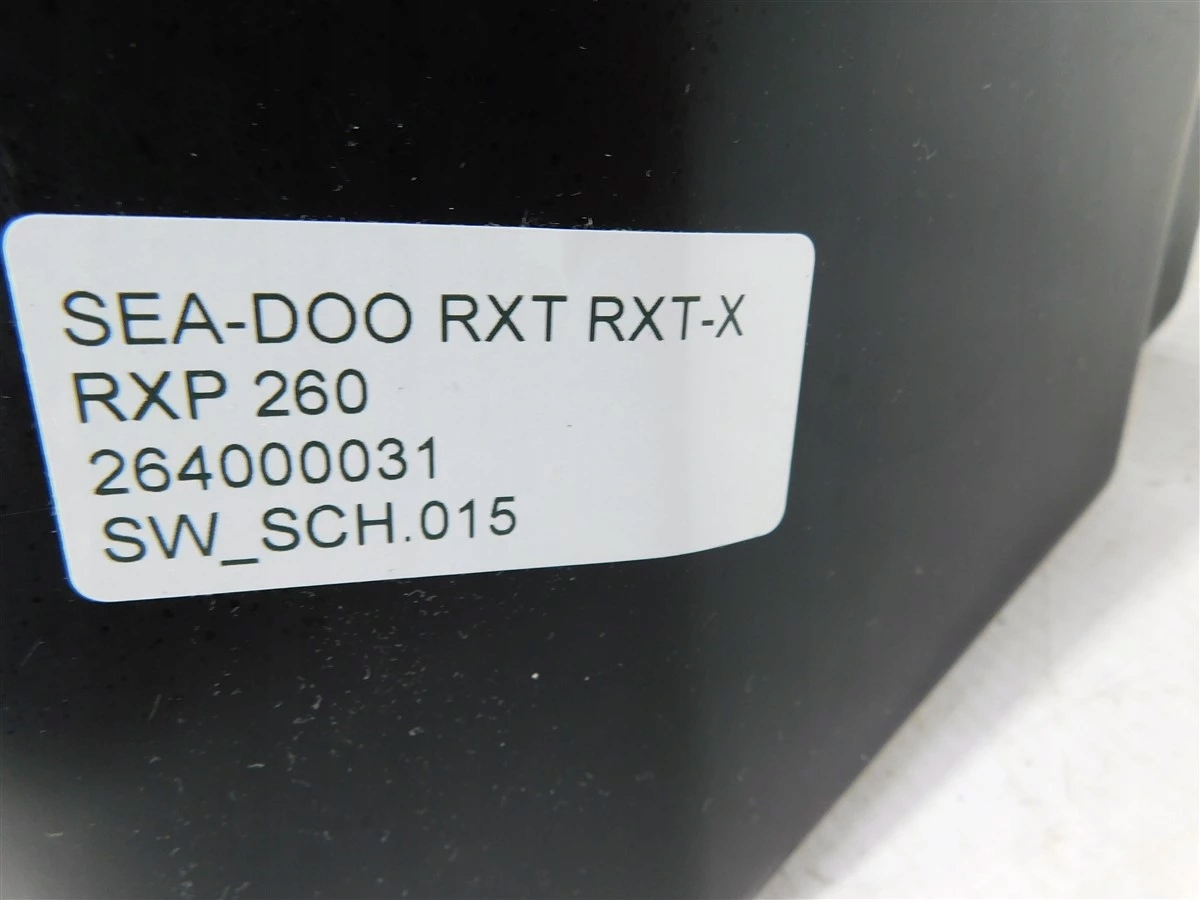 SEA-DOO RXT RXT-X
RXP 260
264000031
SW_SCH.015